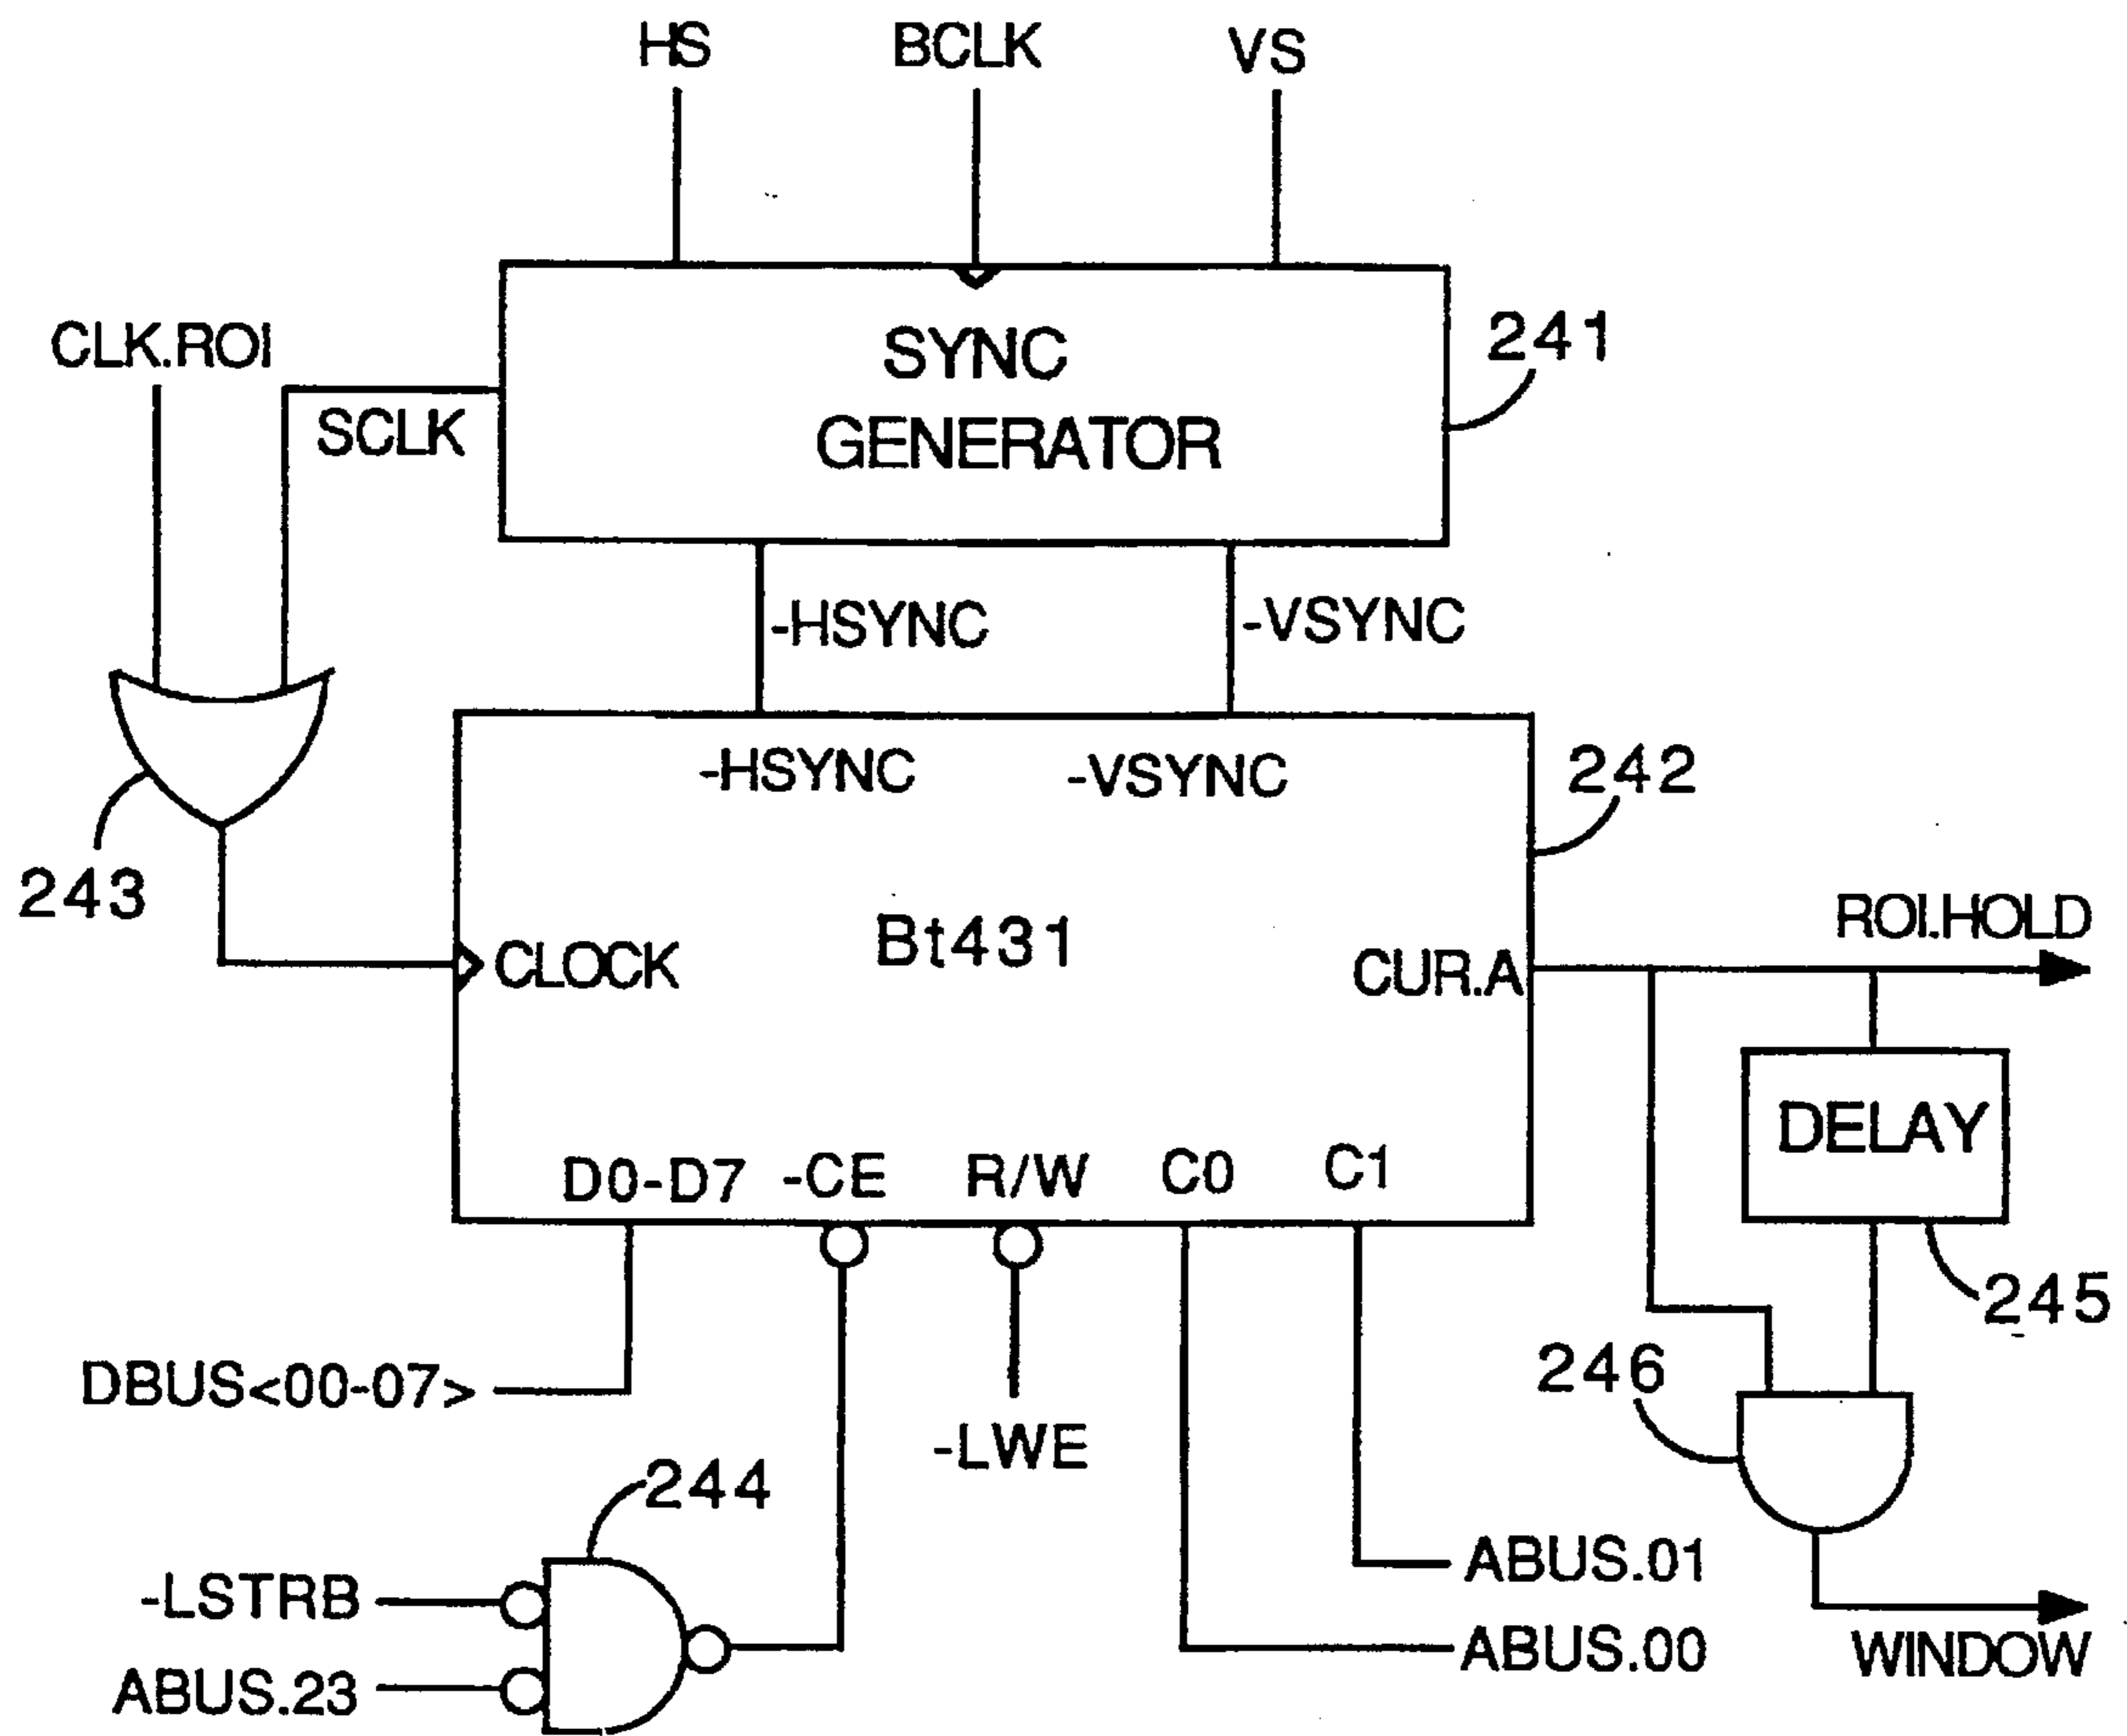 HS BCLK VS
CLK.ROI
SCLK
SYNC
GENERATOR
241
-HSYNC -VSYNC
-HSYNC -VSYNC
242
243
Bt431
CLOCK
CUR.A
ROI.HOLD
DELAY
D0-D7 -CE R/W C0 C1
245
246
DBUS<00-07>
-LWE
244
-LSTRB
ABUS.23
ABUS.01
ABUS.00
WINDOW